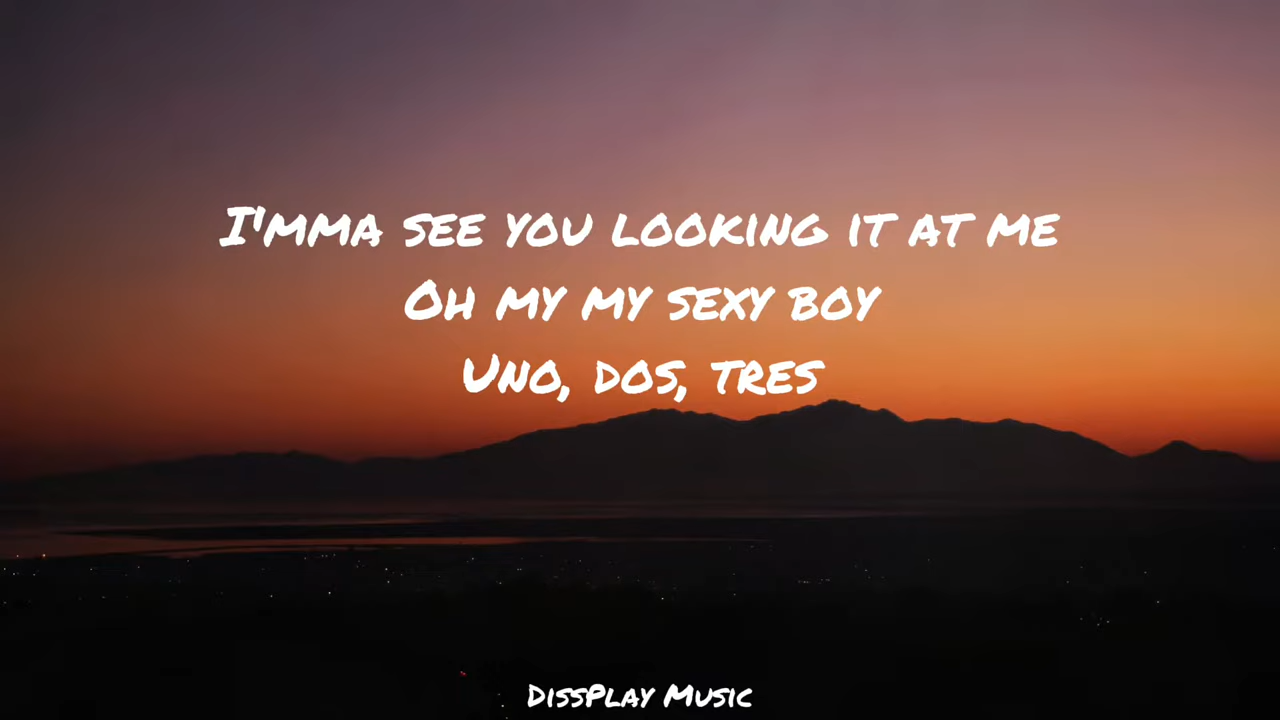 I'mma see you looking it at me
Oh my my sexy boy
Uno, dos, tres
DissPlay Music